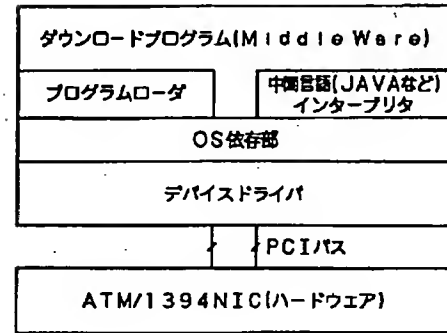 ダウンロードプログラム(Middle Ware)
プログラムローダ
中間言語(JAVAなど)
インタープリタ
OS依存部
デバイスドライバ
PCIバス
ATM/1394NIC(ハードウエア)